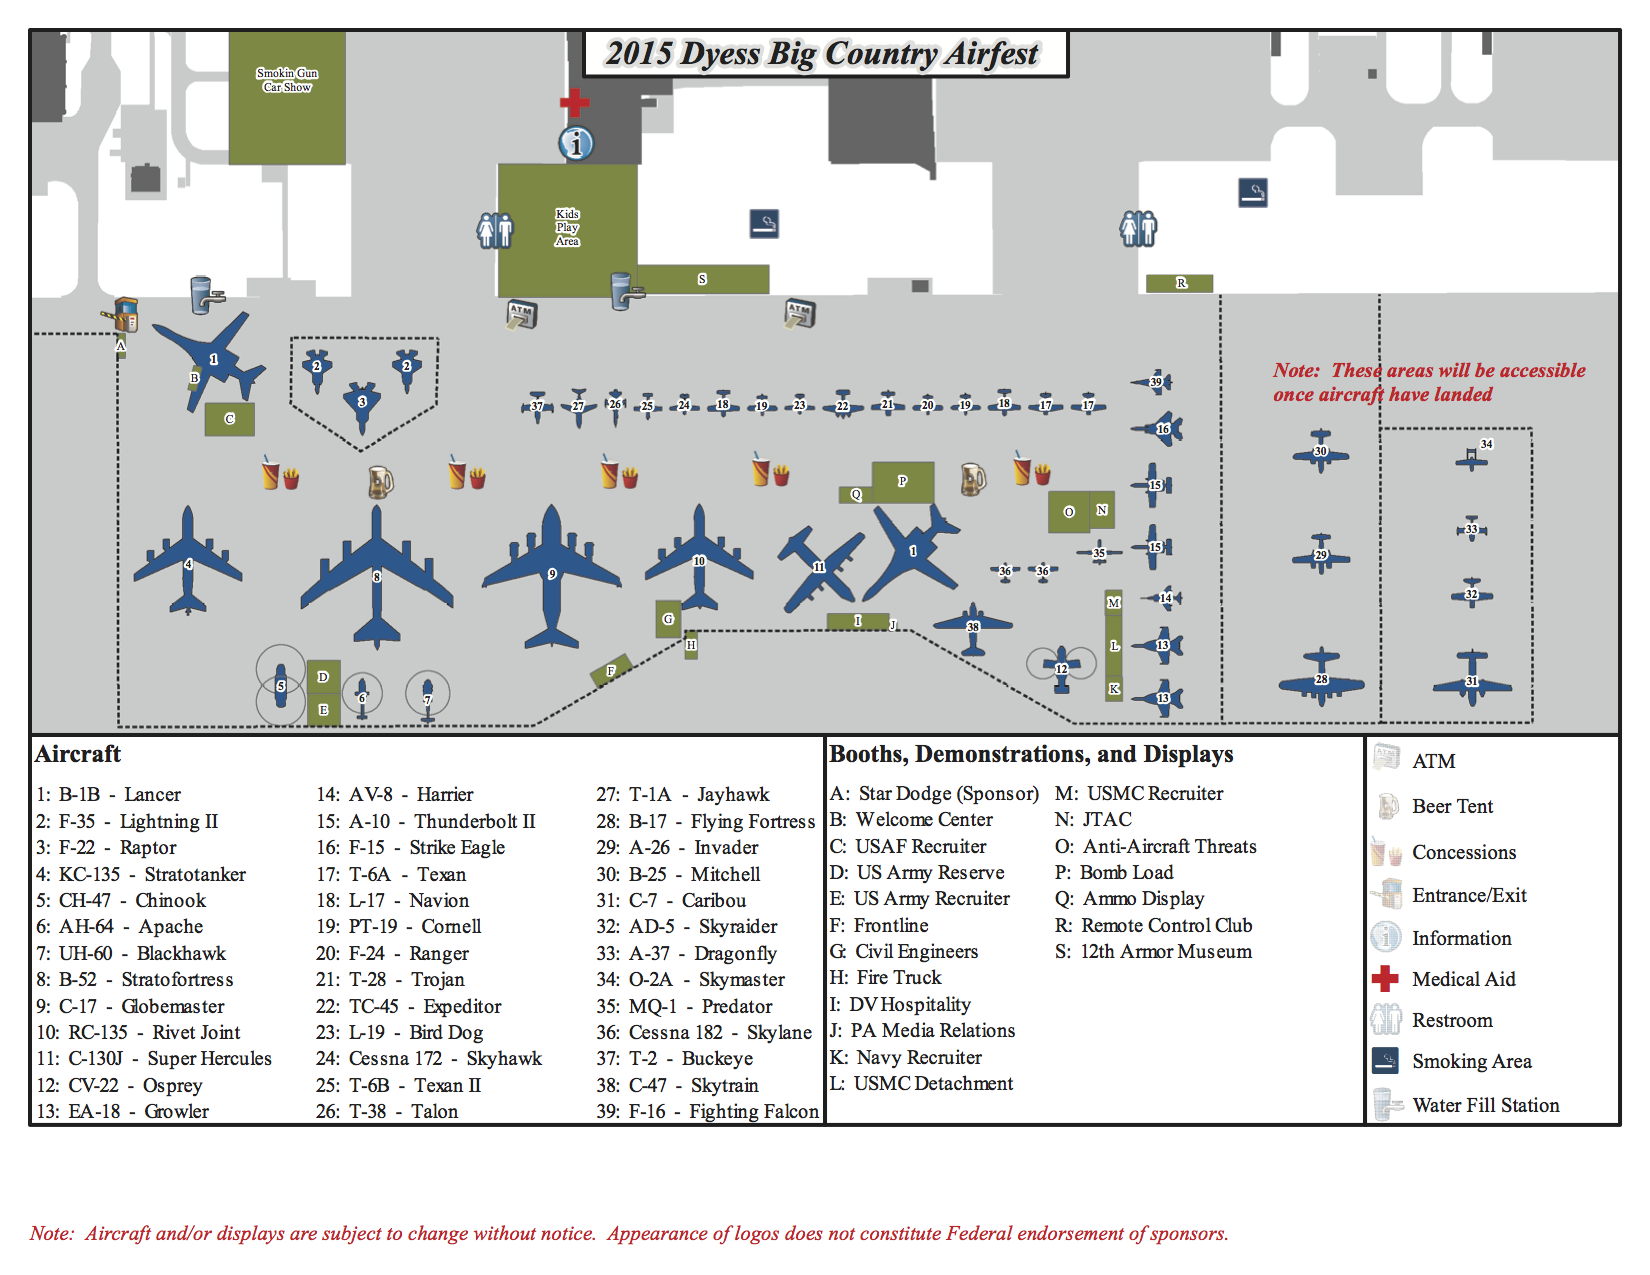 2015 Dyess Big Country Airfest
Smokin Gun
Car Show
i
Kids
Play
Area
S
R
ATM
ATM
A
1
B
C
2
2
3
37
27
26
25
24
18
19
23
22
21
20
19
18
17
17
39
16
Note: These areas will be accessible
once aircraft have landed
30
34
P
Q
O
N
15
33
4
8
9
10
11
1
36
36
35
15
29
32
G
H
I
J
38
M
14
L
13
F
12
K
13
5
D
E
6
7
28
31
Aircraft
1: B-1B - Lancer
2: F-35 - Lightning II
3: F-22 - Raptor
4: KC-135 - Stratotanker
5: CH-47 - Chinook
6: AH-64 - Apache
7: UH-60 - Blackhawk
8: B-52 - Stratofortress
9: C-17 - Globemaster
10: RC-135 - Rivet Joint
11: C-130J - Super Hercules
12: CV-22 - Osprey
13: EA-18 - Growler
14: AV-8 - Harrier
15: A-10 - Thunderbolt II
16: F-15 - Strike Eagle
17: T-6A - Texan
18: L-17 - Navion
19: PT-19 - Cornell
20: F-24 - Ranger
21: T-28 - Trojan
22: TC-45 - Expeditor
23: L-19 - Bird Dog
24: Cessna 172 - Skyhawk
25: T-6B - Texan II
26: T-38 - Talon
27: T-1A - Jayhawk
28: B-17 - Flying Fortress
29: A-26 - Invader
30: B-25 - Mitchell
31: C-7 - Caribou
32: AD-5 - Skyraider
33: A-37 - Dragonfly
34: O-2A - Skymaster
35: MQ-1 - Predator
36: Cessna 182 - Skylane
37: T-2 - Buckeye
38: C-47 - Skytrain
39: F-16 - Fighting Falcon
Booths, Demonstrations, and Displays
A: Star Dodge (Sponsor)
B: Welcome Center
C: USAF Recruiter
D: US Army Reserve
E: US Army Recruiter
F: Frontline
G: Civil Engineers
H: Fire Truck
I: DV Hospitality
J: PA Media Relations
K: Navy Recruiter
L: USMC Detachment
M: USMC Recruiter
N: JTAC
O: Anti-Aircraft Threats
P: Bomb Load
Q: Ammo Display
R: Remote Control Club
S: 12th Armor Museum
ATM
ATM
Beer Tent
Concessions
Entrance/Exit
i
Information
Medical Aid
Restroom
Smoking Area
Water Fill Station
Note: Aircraft and/or displays are subject to change without notice. Appearance of logos does not constitute Federal endorsement of sponsors.